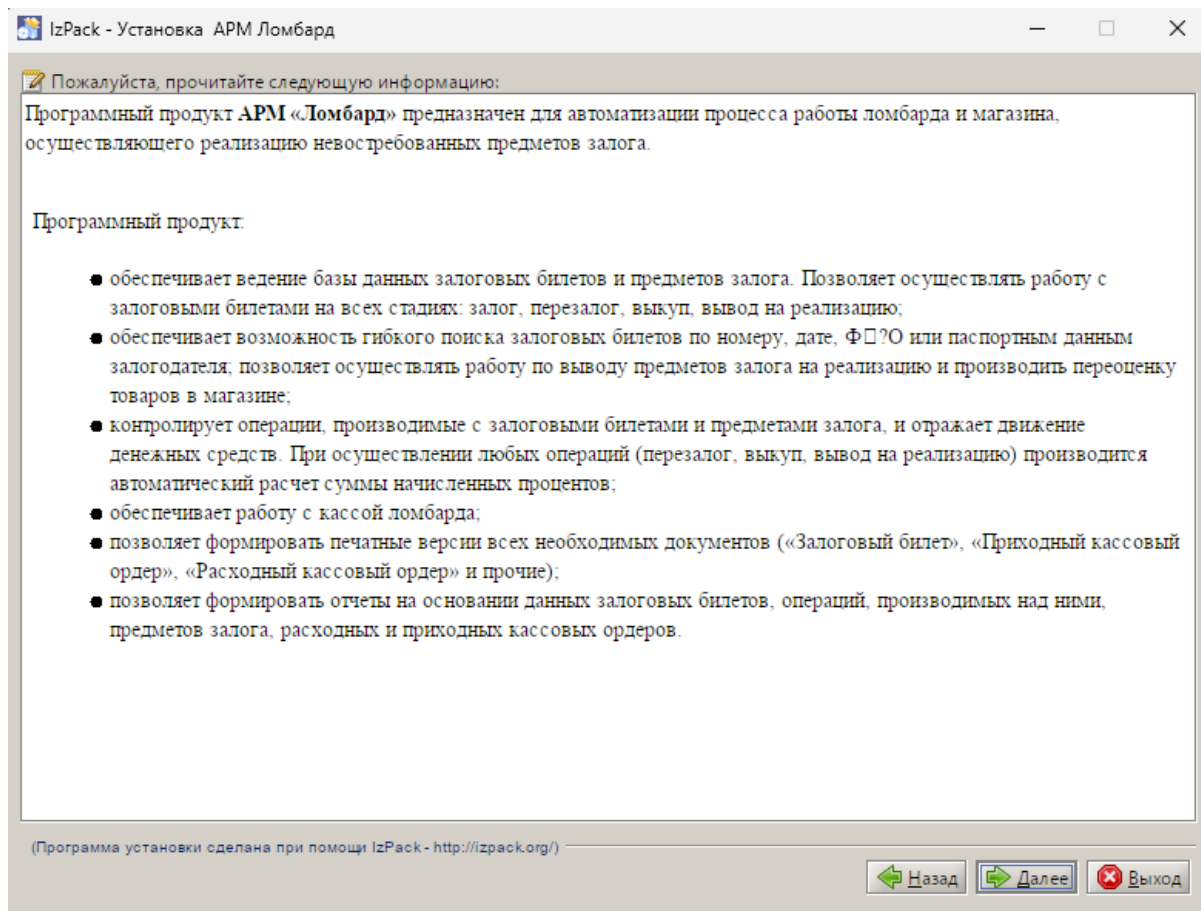 IzPack - Установка АРМ Ломбард
Пожалуйста, прочитайте следующую информацию:
Программный продукт АРМ «Ломбард» предназначен для автоматизации процесса работы ломбарда и магазина,
осуществляющего реализацию невостребованных предметов залога.
Программный продукт:
● обеспечивает ведение базы данных залоговых билетов и предметов залога. Позволяет осуществлять работу с
залоговыми билетами на всех стадиях: залог, перезалог, выкуп, вывод на реализацию;
● обеспечивает возможность гибкого поиска залоговых билетов по номеру, дате, Ф□?О или паспортным данным
залогодателя; позволяет осуществлять работу по выводу предметов залога на реализацию и производить переоценку
товаров в магазине;
● контролирует операции, производимые с залоговыми билетами и предметами залога, и отражает движение
денежных средств. При осуществлении любых операций (перезалог, выкуп, вывод на реализацию) производится
автоматический расчет суммы начисленных процентов;
● обеспечивает работу с кассой ломбарда;
● позволяет формировать печатные версии всех необходимых документов («Залоговый билет», «Приходный кассовый
ордер», «Расходный кассовый ордер» и прочие);
● позволяет формировать отчеты на основании данных залоговых билетов, операций, производимых над ними,
предметов залога, расходных и приходных кассовых ордеров.
(Программа установки сделана при помощи IzPack - http://izpack.org/)
Назад Далее Выход